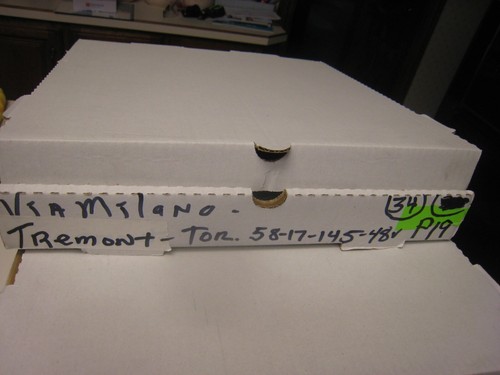 VIA MILANO - 34
TREMONT - TOR. 58-17-145-48 P19